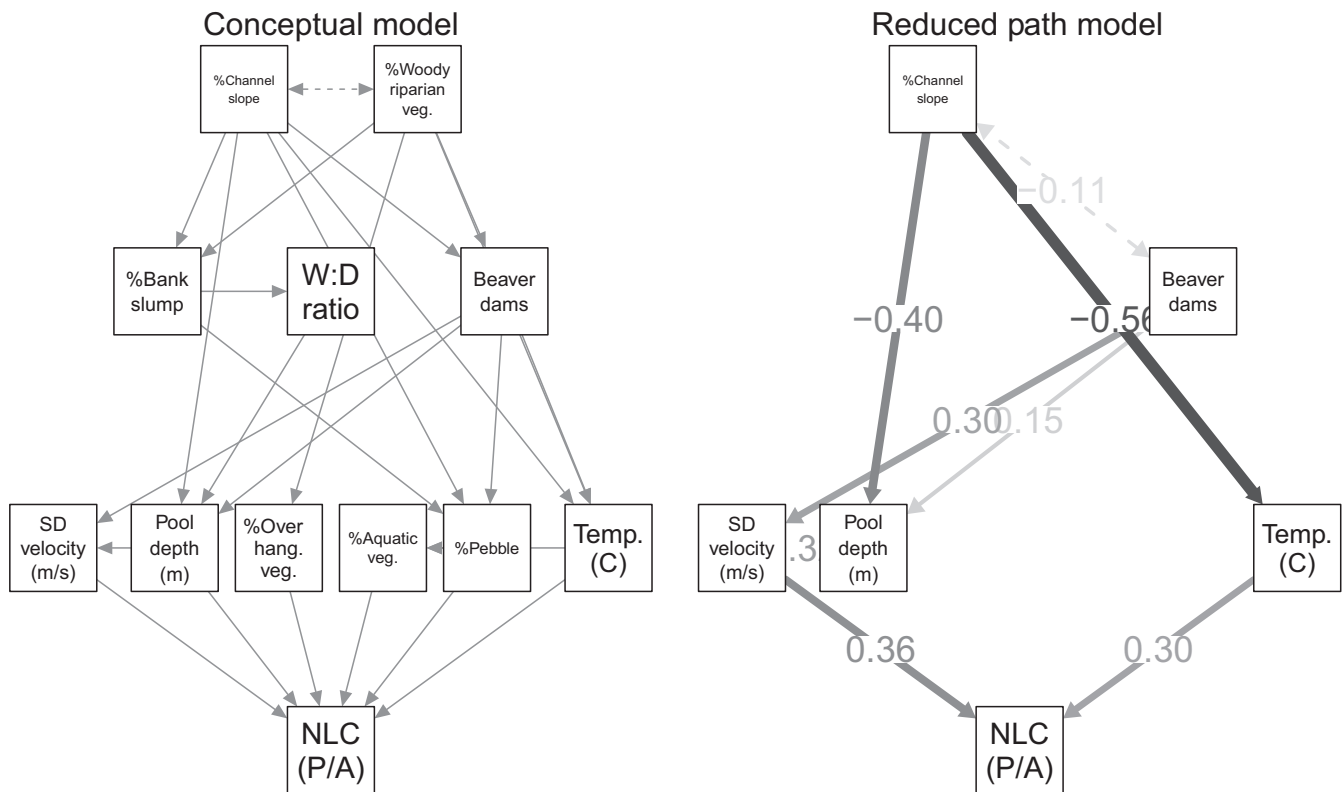 Conceptual model
%Channel
slope
%Woody
riparian
veg.
%Bank
slump
W:D
ratio
Beaver
dams
SD
velocity
(m/s)
Pool
depth
(m)
%Over
hang.
veg.
%Aquatic
veg.
%Pebble
Temp.
(C)
NLC
(P/A)
Reduced path model
%Channel
slope
−0.11
Beaver
dams
−0.40
−0.56
0.30
0.15
SD
velocity
(m/s)
Pool
depth
(m)
Temp.
(C)
0.36
0.30
NLC
(P/A)